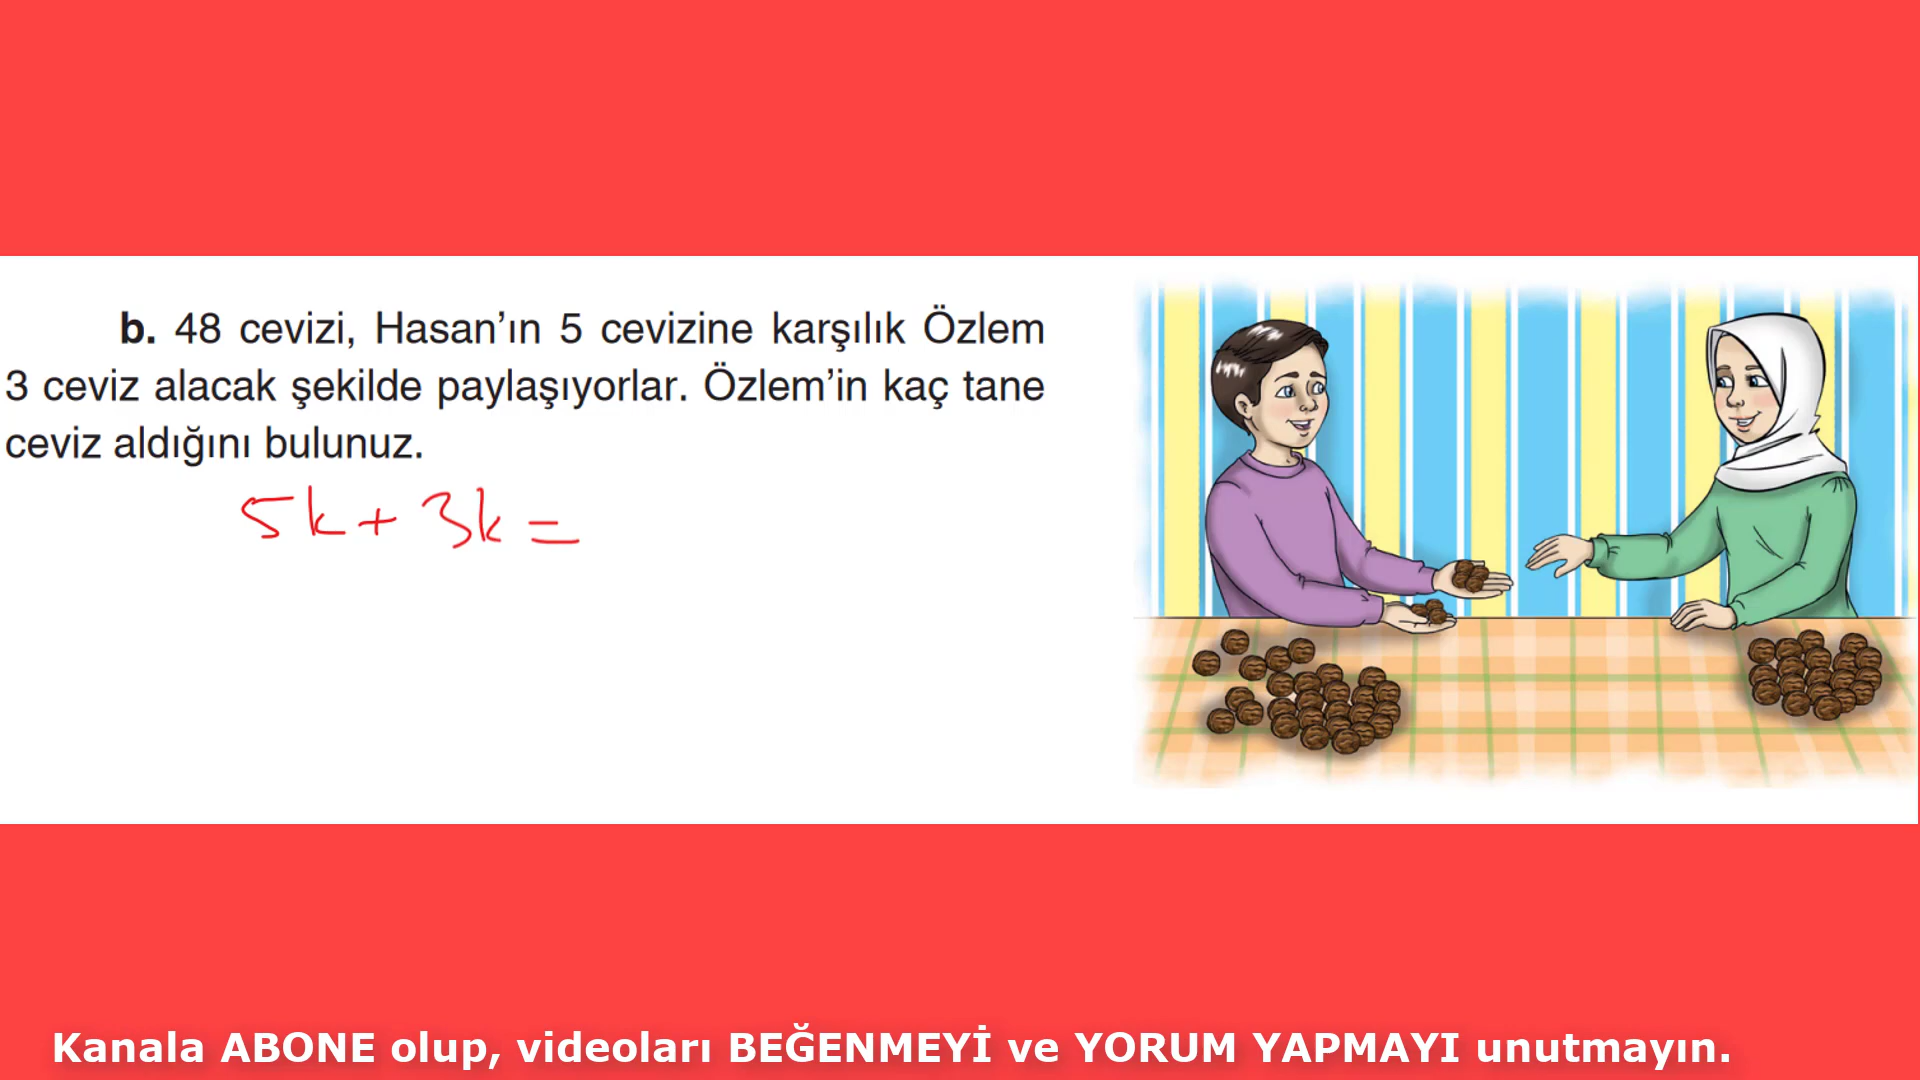 b. 48 cevizi, Hasan’ın 5 cevizine karşılık Özlem
3 ceviz alacak şekilde paylaşıyorlar. Özlem’in kaç tane
ceviz aldığını bulunuz.
5k+3k=
Kanala ABONE olup, videoları BEĞENMEYİ ve YORUM YAPMAYI unutmayın.